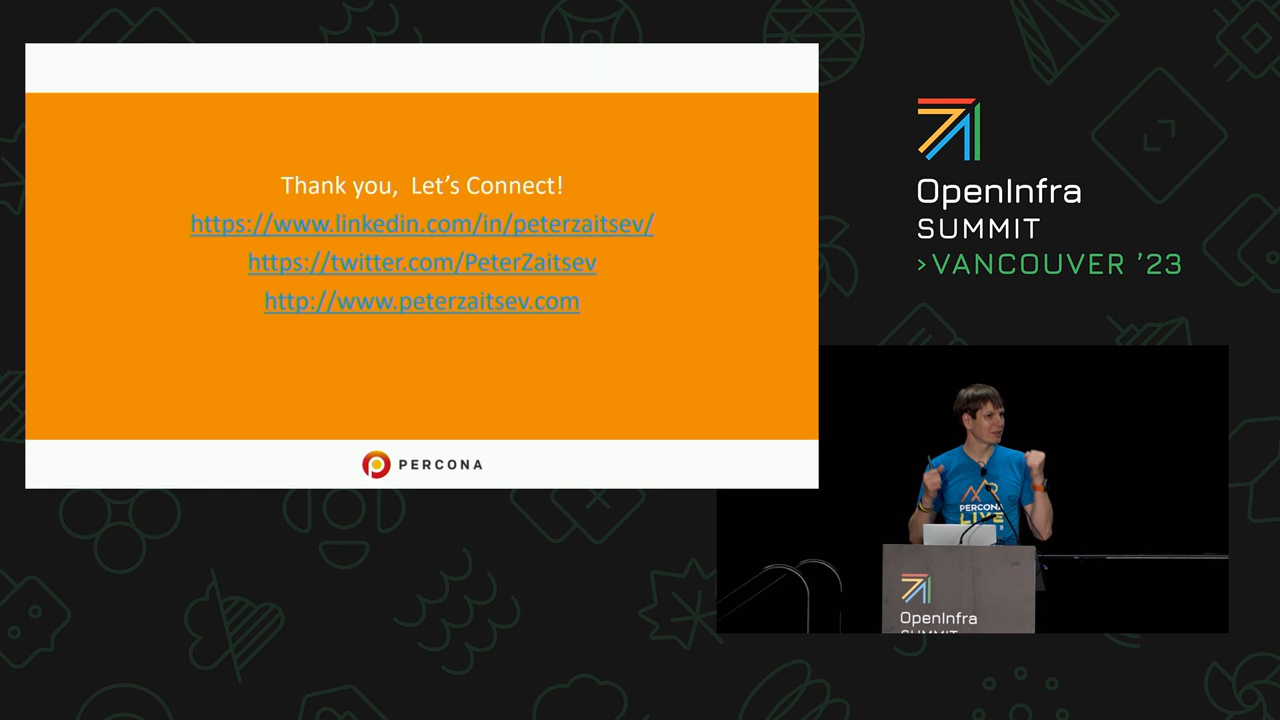 Thank you,  Let’s Connect!
https://www.linkedin.com/in/peterzaitsev/
https://twitter.com/PeterZaitsev
http://www.peterzaitsev.com
PERCONA
OpenInfra
SUMMIT
>VANCOUVER ’23
PERCONA
LIVE
OpenInfra
SUMMIT